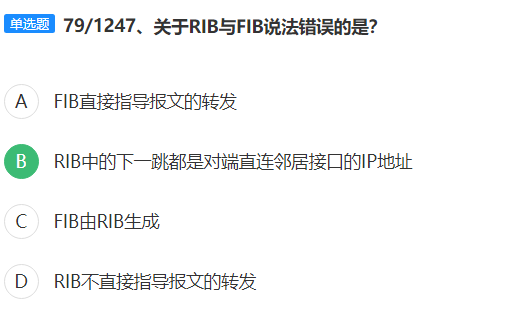 单选题 79/1247、关于RIB与FIB说法错误的是?
A FIB直接指导报文的转发
B RIB中的下一跳都是对端直连邻居接口的IP地址
C FIB由RIB生成
D RIB不直接指导报文的转发